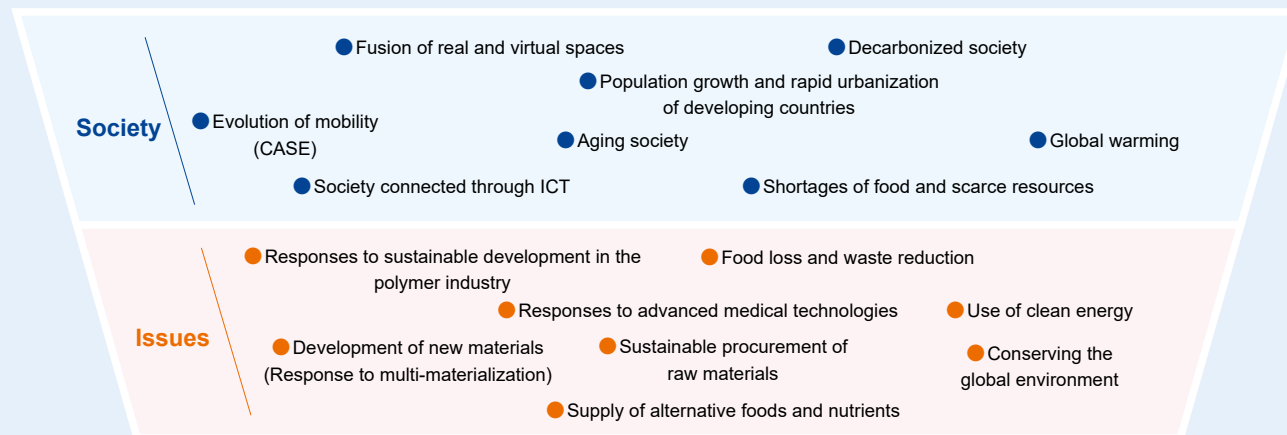 Society
Fusion of real and virtual spaces
Decarbonized society
Population growth and rapid urbanization
of developing countries
Evolution of mobility
(CASE)
Aging society
Global warming
Society connected through ICT
Shortages of food and scarce resources
Issues
Responses to sustainable development in the
polymer industry
Food loss and waste reduction
Responses to advanced medical technologies
Use of clean energy
Development of new materials
(Response to multi-materialization)
Sustainable procurement of
raw materials
Conserving the
global environment
Supply of alternative foods and nutrients